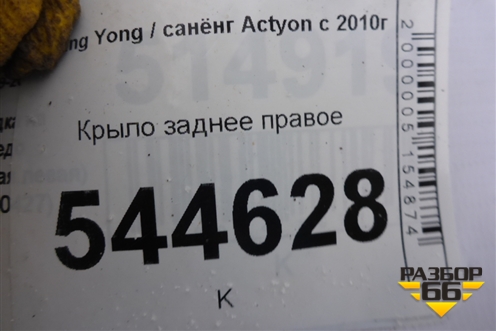 ng Yong / санёнг Actyon с 2010г
Крыло заднее правое
544628
К
2000005154874
РАЗБОР
66